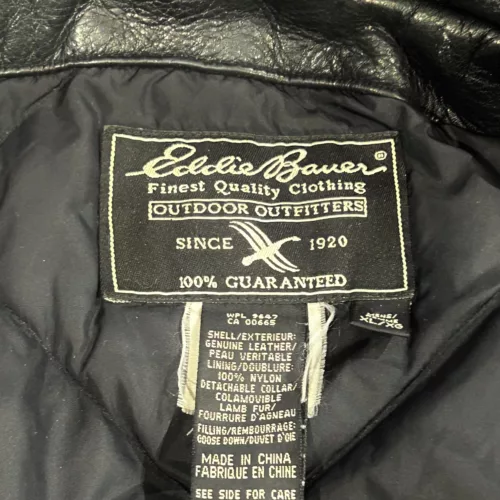 Eddie Bauer®
Finest Quality Clothing
OUTDOOR OUTFITTERS
SINCE 1920
100% GUARANTEED
WPL 9647
CA 00665
SHELL/EXTERIEUR:
GENUINE LEATHER/
PEAU VERITABLE
LINING/DOUBLURE:
100% NYLON
DETACHABLE COLLAR/
COLAMOVIBLE
LAMB FUR/
FOURRURE D'AGNEAU
FILLING/REMBOURRAGE:
GOOSE DOWN/DUVET D'OIE
MADE IN CHINA
FABRIQUE EN CHINE
SEE SIDE FOR CARE
XL/XG